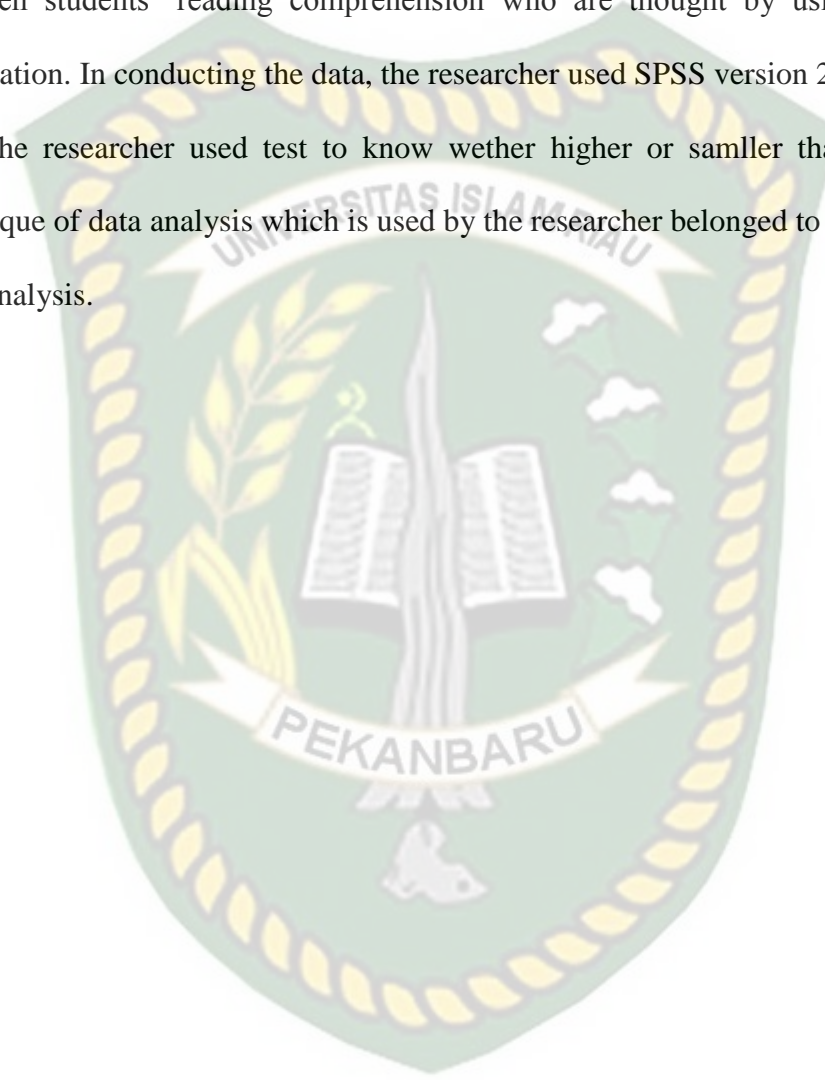 students' reading comprehension who are thought by
ation. In conducting the data, the researcher used SPSS version 2
he researcher used test to know wether higher or samller tha
que of data analysis which is used by the researcher belonged to
nalysis.
UNIVERSITAS ISLAM RIAU
PEKANBARU